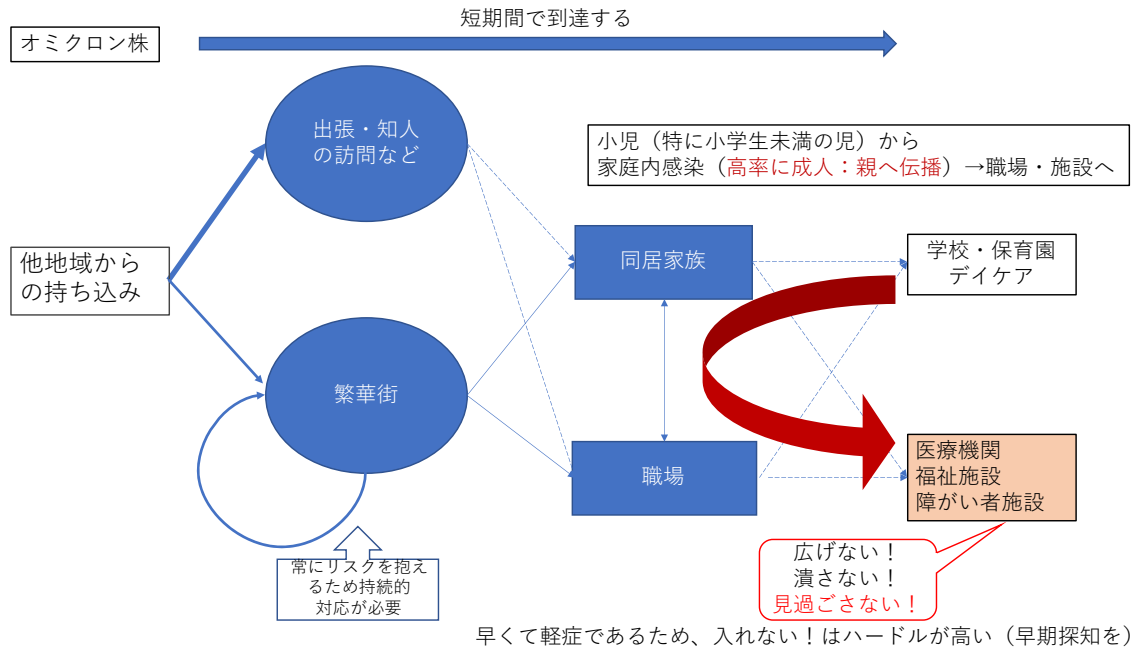 短期間で到達する
オミクロン株
出張・知人
の訪問など
小児（特に小学生未満の児）から
家庭内感染（高率に成人：親へ伝播）→職場・施設へ
他地域から
の持ち込み
同居家族
学校・保育園
デイケア
繁華街
職場
医療機関
福祉施設
障がい者施設
常にリスクを抱え
るため持続的
対応が必要
広げない！
潰さない！
見過ごさない！
早くて軽症であるため、入れない！はハードルが高い（早期探知を）